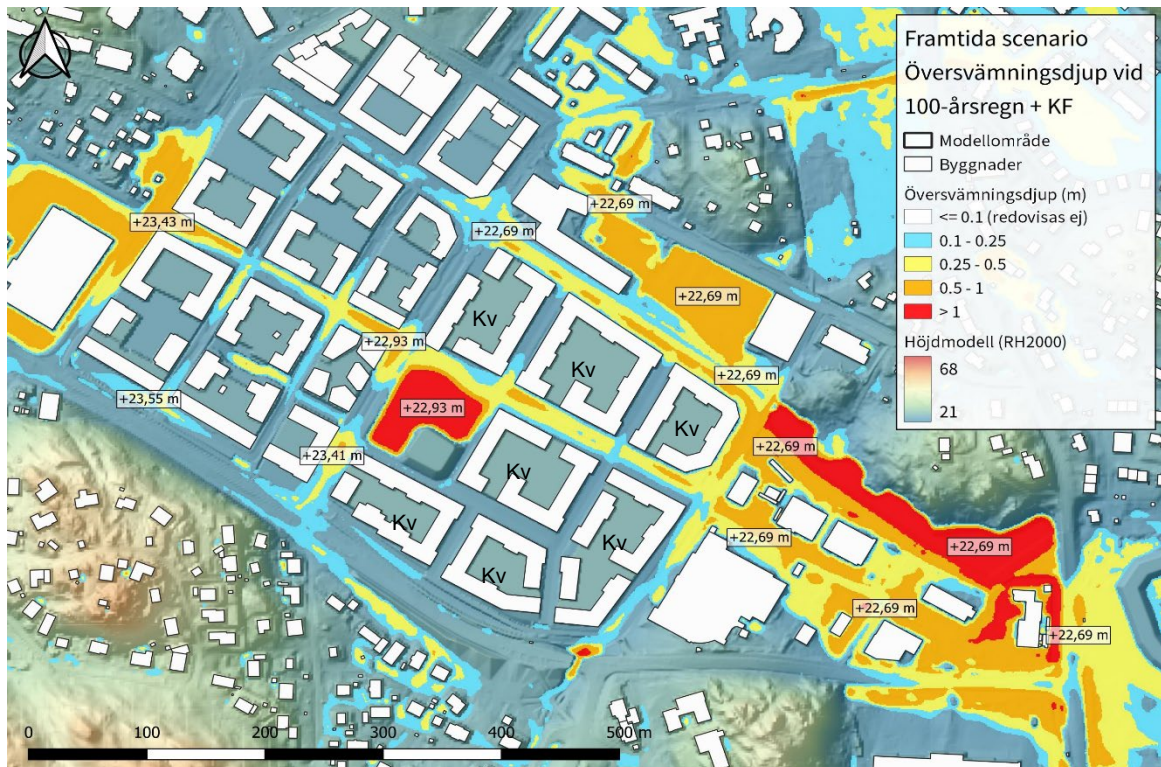 Framtida scenario
Översvämningsdjup vid
100-årsregn + KF
Modellområde
Byggnader
Översvämningsdjup (m)
<= 0.1 (redovisas ej)
0.1 - 0.25
0.25 - 0.5
0.5 - 1
> 1
Höjdmodell (RH2000)
68
21
+22,69 m
+23,43 m
+22,69 m
+22,69 m
Kv
+22,93 m
Kv
+22,69 m
+23,55 m
+22,93 m
Kv
+22,69 m
+23,41 m
Kv
Kv
Kv
+22,69 m
+22,69 m
Kv
+22,69 m
+22,69 m
0 100 200 300 400 500 m